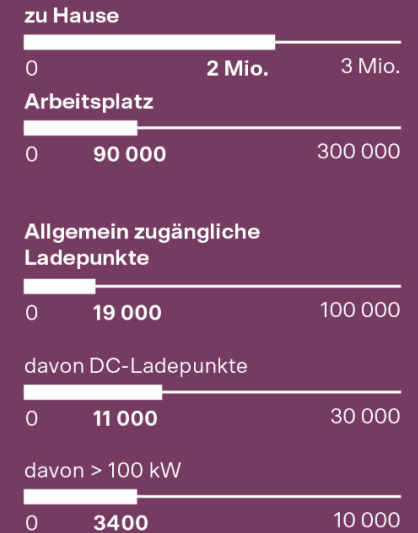 zu Hause
0 2 Mio. 3 Mio.
Arbeitsplatz
0 90 000 300 000
Allgemein zugängliche
Ladepunkte
0 19 000 100 000
davon DC-Ladepunkte
0 11 000 30 000
davon > 100 kW
0 3400 10 000